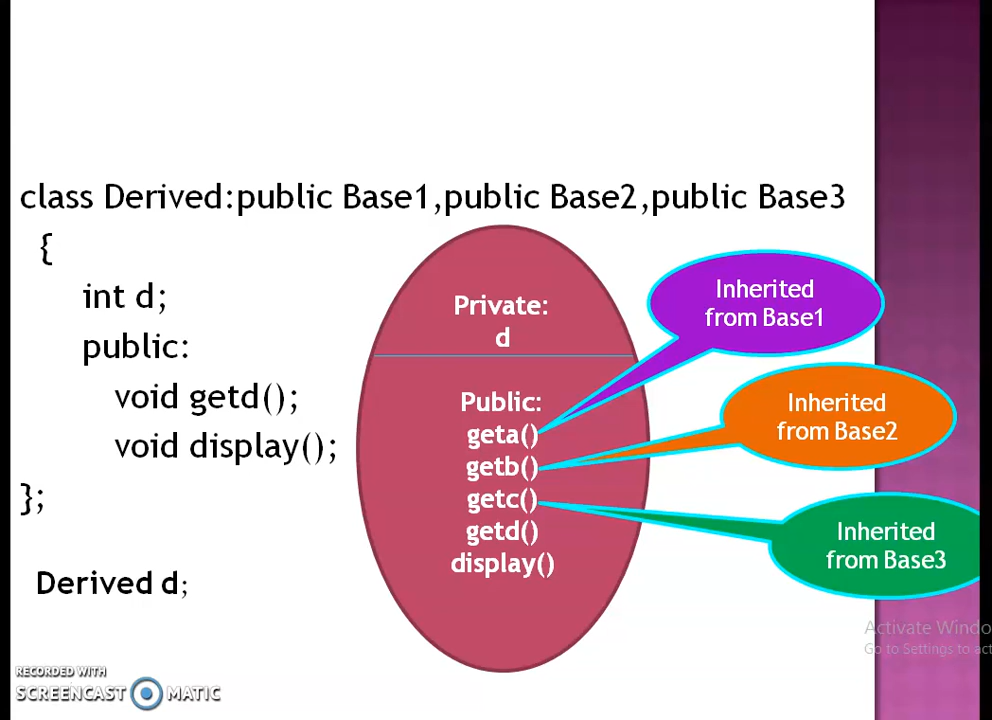 class Derived:public Base1,public Base2,public Base3
{
int d;
public:
void getd();
void display();
};
Derived d;
Private:
d
Public:
geta()
getb()
getc()
getd()
display()
Inherited
from Base1
Inherited
from Base2
Inherited
from Base3
Activate Windo
Go to Settings to act
RECORDED WITH
SCREENCAST MATIC